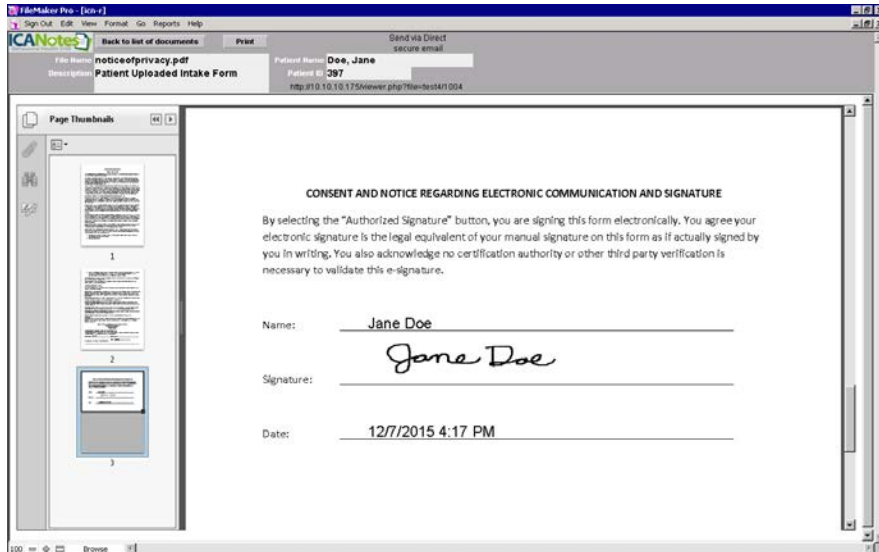 FileMaker Pro - [icn-r]
Sign Out Edit View Format Go Reports Help
ICANotes Back to list of documents Print Send via Direct
secure email
File Name noticeofprivacy.pdf Patient Name Doe, Jane
Description Patient Uploaded Intake Form Patient ID 397
http://10.10.10.175/viewer.php?file=test4/1004
Page Thumbnails
1
2
3
CONSENT AND NOTICE REGARDING ELECTRONIC COMMUNICATION AND SIGNATURE
By selecting the “Authorized Signature” button, you are signing this form electronically. You agree your
electronic signature is the legal equivalent of your manual signature on this form as if actually signed by
you in writing. You also acknowledge no certification authority or other third party verification is
necessary to validate this e-signature.
Name: Jane Doe
Jane Doe
Signature:
Date: 12/7/2015 4:17 PM
100 Browse